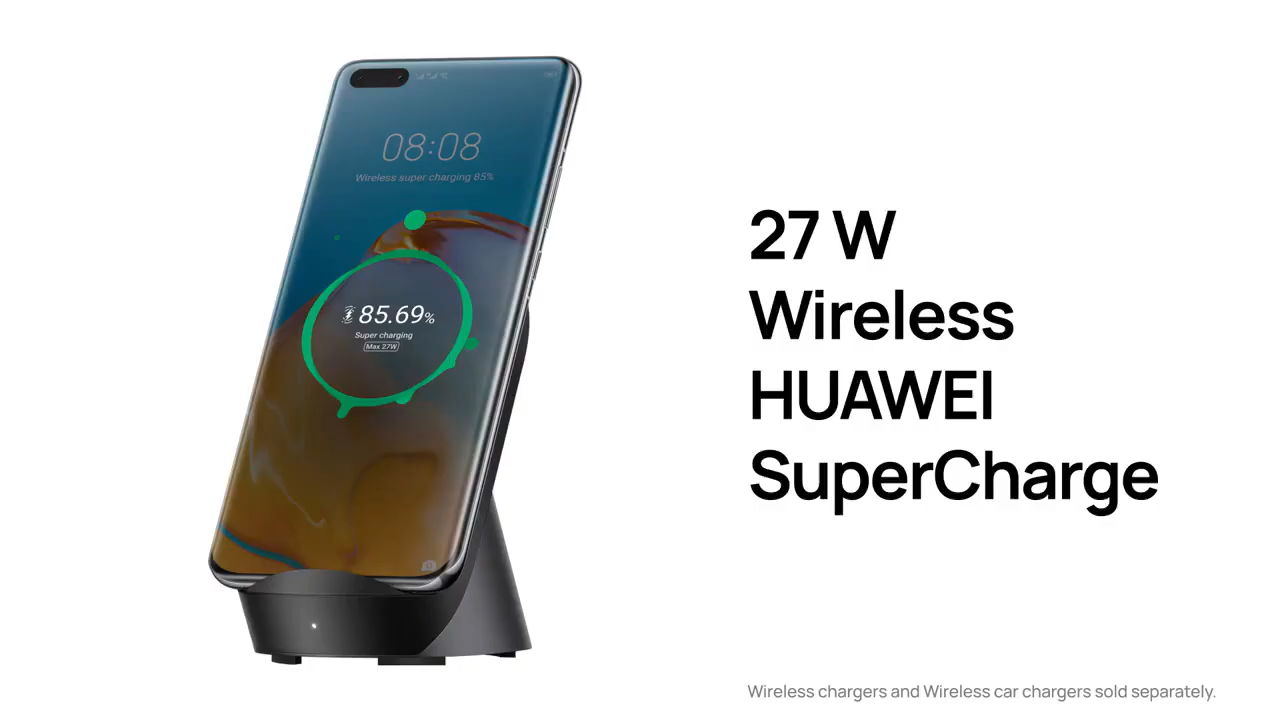 08:08
Wireless super charging 85%
85.69%
Super charging
Max 27W
27 W
Wireless
HUAWEI
SuperCharge
Wireless chargers and Wireless car chargers sold separately.